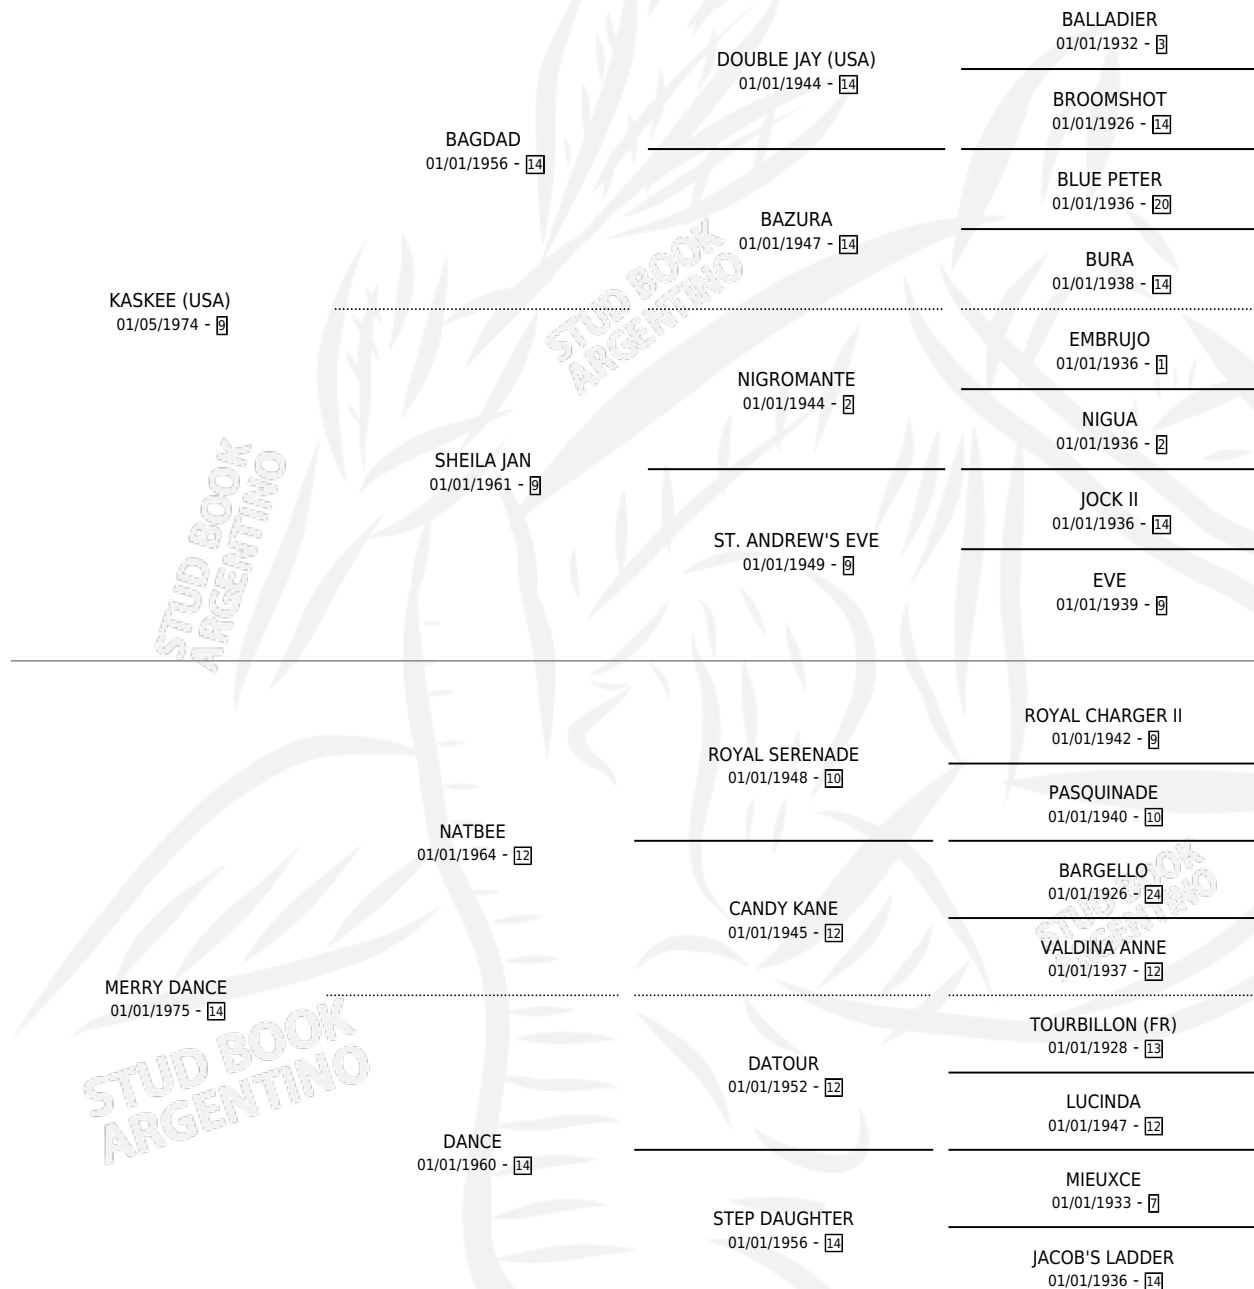 BALLADIER
01/01/1932 - 3
DOUBLE JAY (USA)
01/01/1944 - 14
BROOMSHOT
01/01/1926 - 14
BAGDAD
01/01/1956 - 14
BLUE PETER
01/01/1936 - 20
BAZURA
01/01/1947 - 14
BURA
01/01/1938 - 14
KASKEE (USA)
01/05/1974 - 9
STUD BOOK
ARGENTINO
EMBRUJO
01/01/1936 - 1
NIGROMANTE
01/01/1944 - 2
NIGUA
01/01/1936 - 2
SHEILA JAN
01/01/1961 - 9
JOCK II
01/01/1936 - 14
ST. ANDREW'S EVE
01/01/1949 - 9
EVE
01/01/1939 - 9
STUD BOOK
ARGENTINO
ROYAL CHARGER II
01/01/1942 - 9
ROYAL SERENADE
01/01/1948 - 10
PASQUINADE
01/01/1940 - 10
NATBEE
01/01/1964 - 12
BARGELLO
01/01/1926 - 24
CANDY KANE
01/01/1945 - 12
STUD BOOK
ARGENTINO
VALDINA ANNE
01/01/1937 - 12
MERRY DANCE
01/01/1975 - 14
TOURBILLON (FR)
01/01/1928 - 13
STUD BOOK
ARGENTINO
DATOUR
01/01/1952 - 12
LUCINDA
01/01/1947 - 12
DANCE
01/01/1960 - 14
MIEUXCE
01/01/1933 - 7
STEP DAUGHTER
01/01/1956 - 14
JACOB'S LADDER
01/01/1936 - 14